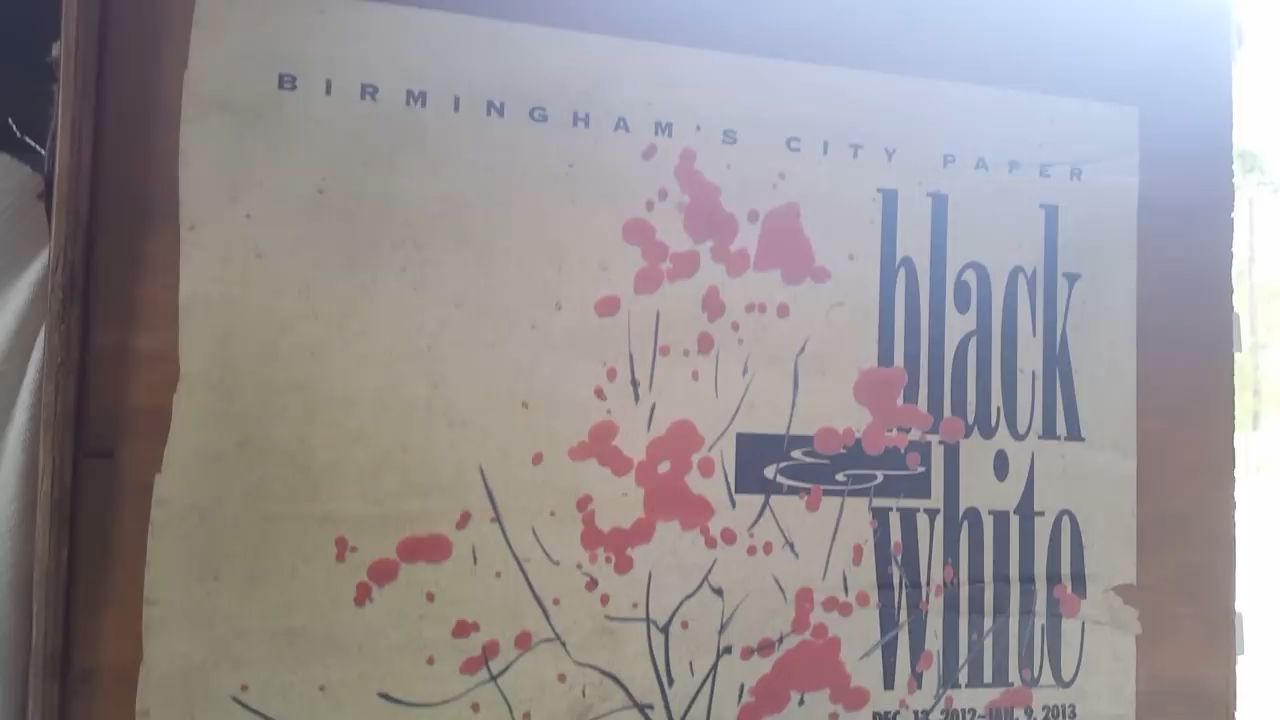 BIRMINGHAM'S CITY PAPER
black
&
white
DEC. 13, 2012–JAN. 9, 2013